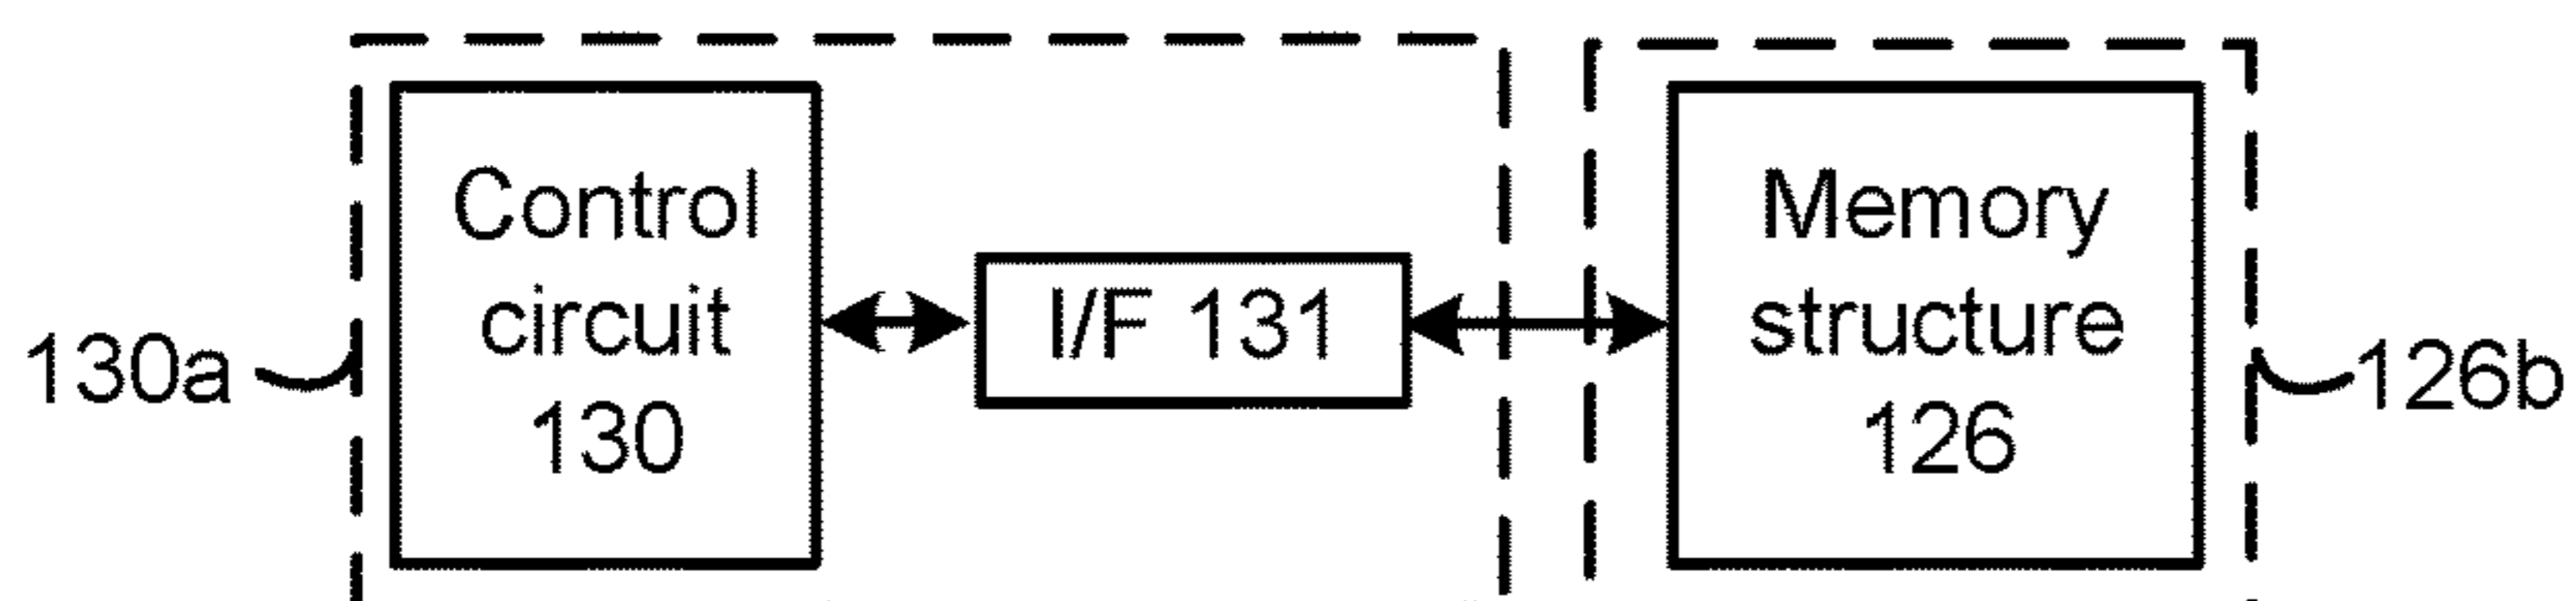 Control
circuit
130
I/F 131
Memory
structure
126
130a
126b